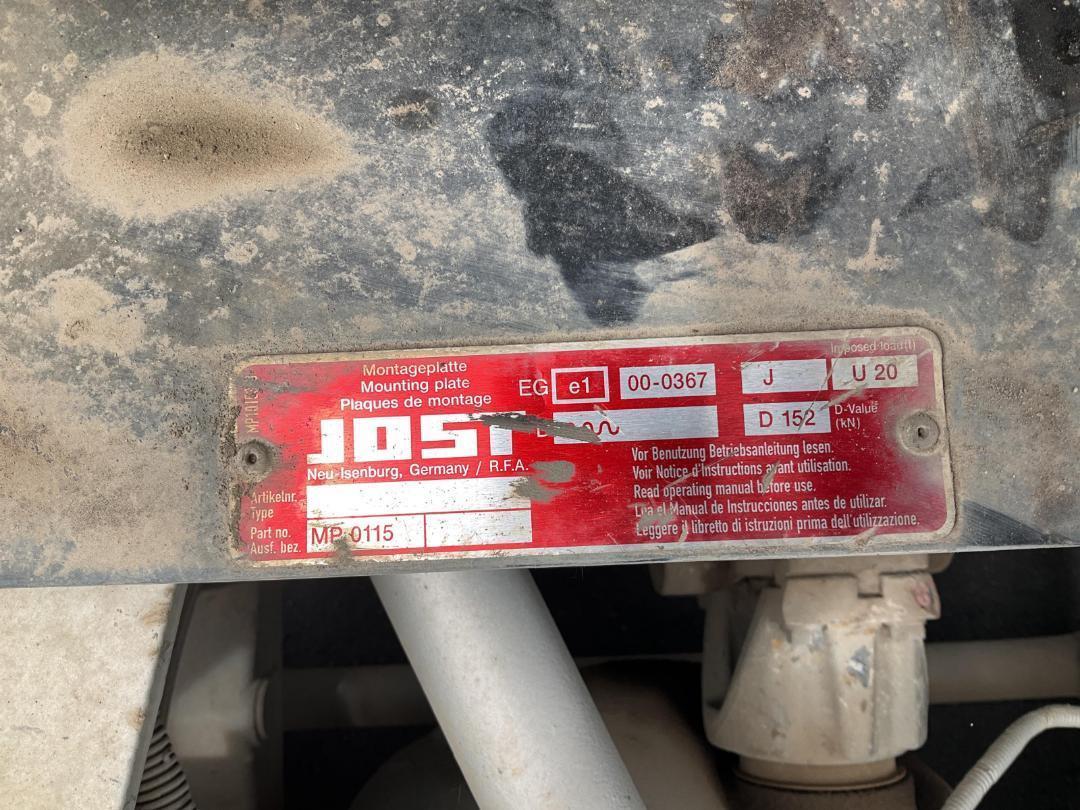 Montageplatte
Mounting plate
Plaques de montage
JOST
Neu-Isenburg, Germany / R.F.A.
EG e1 00-0367
J U 20
Imposed load(t)
D
D 152 D-Value (kN)
Vor Benutzung Betriebsanleitung lesen.
Voir Notice d'Instructions avant utilisation.
Read operating manual before use.
Lea el Manual de Instrucciones antes de utilizar.
Leggere il libretto di istruzioni prima dell'utilizzazione.
Artikelnr.
Type
Part no.
Ausf. bez.
MP 0115